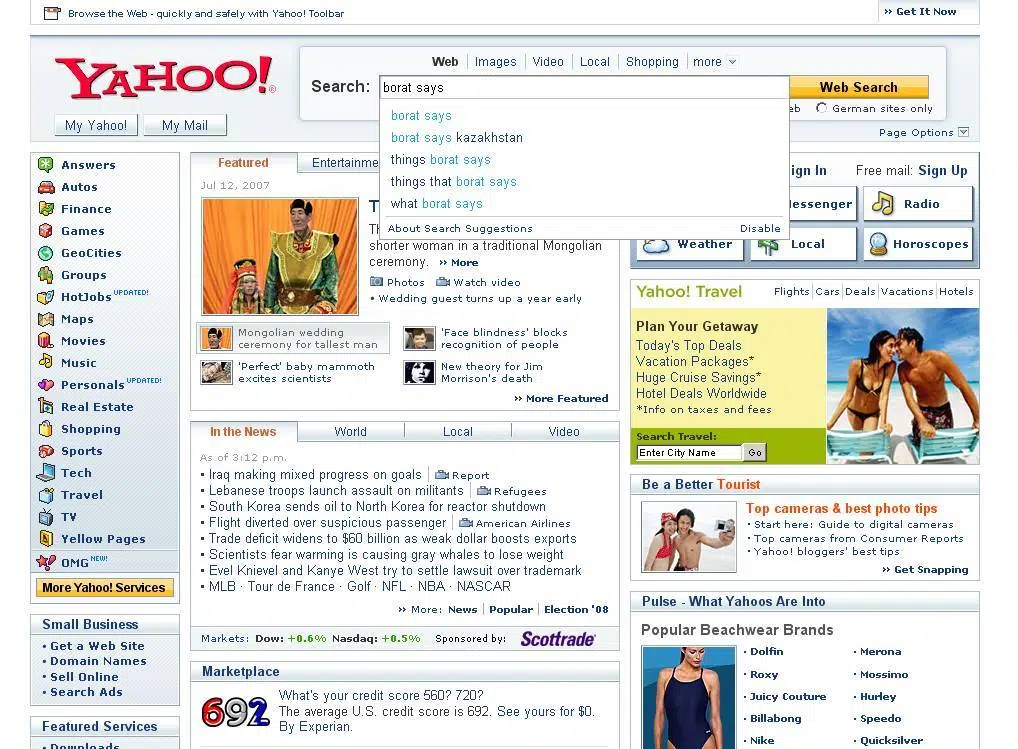 Browse the Web - quickly and safely with Yahoo! Toolbar
›› Get It Now
YAHOO!
My Yahoo!
My Mail
Web
Images
Video
Local
Shopping
more
Search:
borat says
Web Search
German sites only
Page Options
borat says
borat says kazakhstan
things borat says
things that borat says
what borat says
About Search Suggestions
Disable
Answers
Autos
Finance
Games
GeoCities
Groups
HotJobs UPDATED!
Maps
Movies
Music
Personals UPDATED!
Real Estate
Shopping
Sports
Tech
Travel
TV
Yellow Pages
OMG NEW!
More Yahoo! Services
Small Business
• Get a Web Site
• Domain Names
• Sell Online
• Search Ads
Featured Services
• Downloads
Featured
Jul 12, 2007
shorter woman in a traditional Mongolian
ceremony. ›› More
Photos
Watch video
• Wedding guest turns up a year early
Mongolian wedding
ceremony for tallest man
'Face blindness' blocks
recognition of people
'Perfect' baby mammoth
excites scientists
New theory for Jim
Morrison's death
›› More Featured
In the News
World
Local
Video
As of 3:12 p.m.
• Iraq making mixed progress on goals | Report
• Lebanese troops launch assault on militants | Refugees
• South Korea sends oil to North Korea for reactor shutdown
• Flight diverted over suspicious passenger | American Airlines
• Trade deficit widens to $60 billion as weak dollar boosts exports
• Scientists fear warming is causing gray whales to lose weight
• Evel Knievel and Kanye West try to settle lawsuit over trademark
• MLB · Tour de France · Golf · NFL · NBA · NASCAR
›› More: News | Popular | Election '08
Markets: Dow: +0.6% Nasdaq: +0.5%
Sponsored by: Scottrade
Marketplace
692
What's your credit score 560? 720?
The average U.S. credit score is 692. See yours for $0.
By Experian.
Free mail: Sign Up
Radio
Weather
Local
Horoscopes
Yahoo! Travel
Flights | Cars | Deals | Vacations | Hotels
Plan Your Getaway
Today's Top Deals
Vacation Packages*
Huge Cruise Savings*
Hotel Deals Worldwide
*Info on taxes and fees
Search Travel:
Enter City Name
Go
Be a Better Tourist
Top cameras & best photo tips
• Start here: Guide to digital cameras
• Top cameras from Consumer Reports
• Yahoo! bloggers' best tips
›› Get Snapping
Pulse - What Yahoos Are Into
Popular Beachwear Brands
• Dolfin
• Roxy
• Juicy Couture
• Billabong
• Nike
• Merona
• Mossimo
• Hurley
• Speedo
• Quicksilver